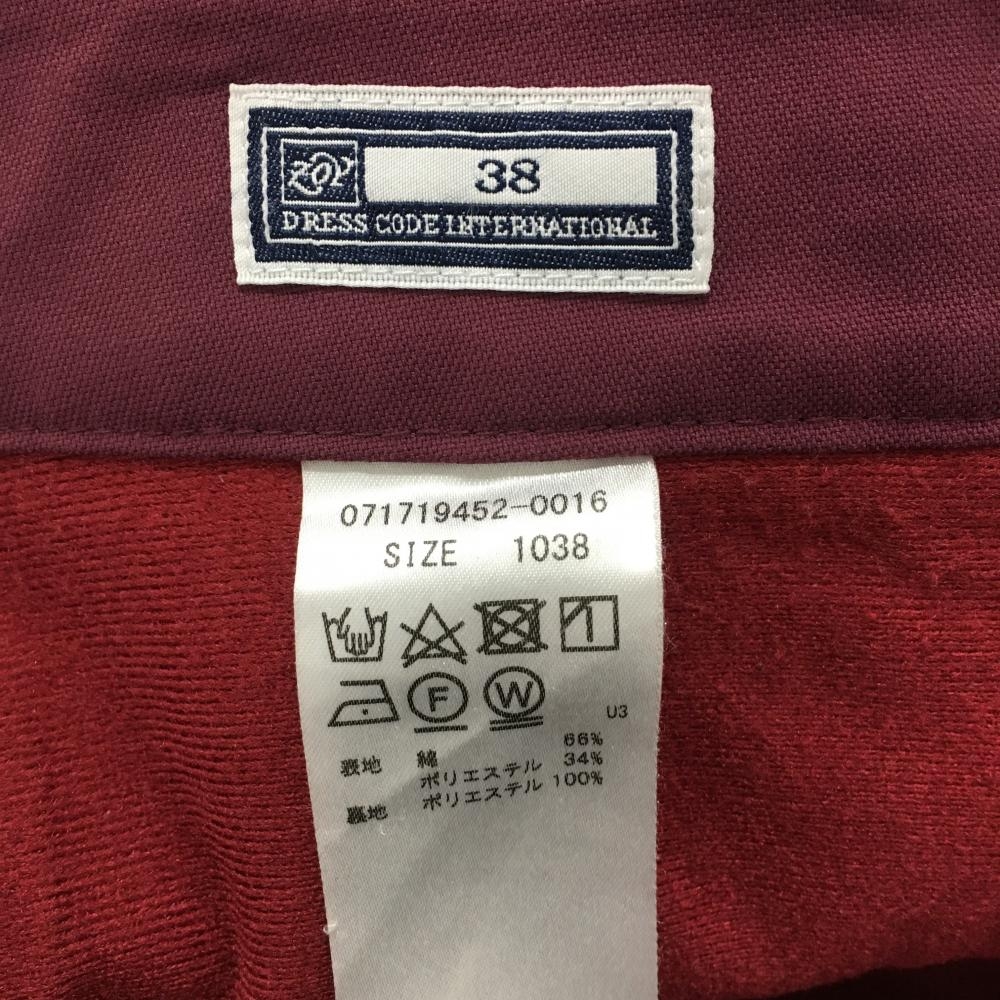 ZOY
38
DRESS CODE INTERNATIONAL
071719452-0016
SIZE 1038
F W
U3
表地 綿 66%
ポリエステル 34%
裏地 ポリエステル 100%